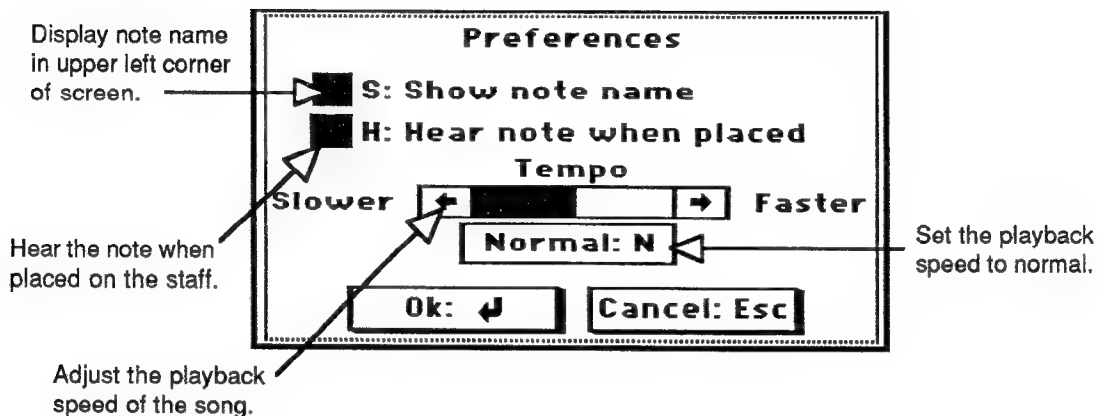 Preferences
Display note name
in upper left corner
of screen.
S: Show note name
H: Hear note when placed
Tempo
Slower ← → Faster
Normal: N
Hear the note when
placed on the staff.
Set the playback
speed to normal.
Ok: ↲ Cancel: Esc
Adjust the playback
speed of the song.